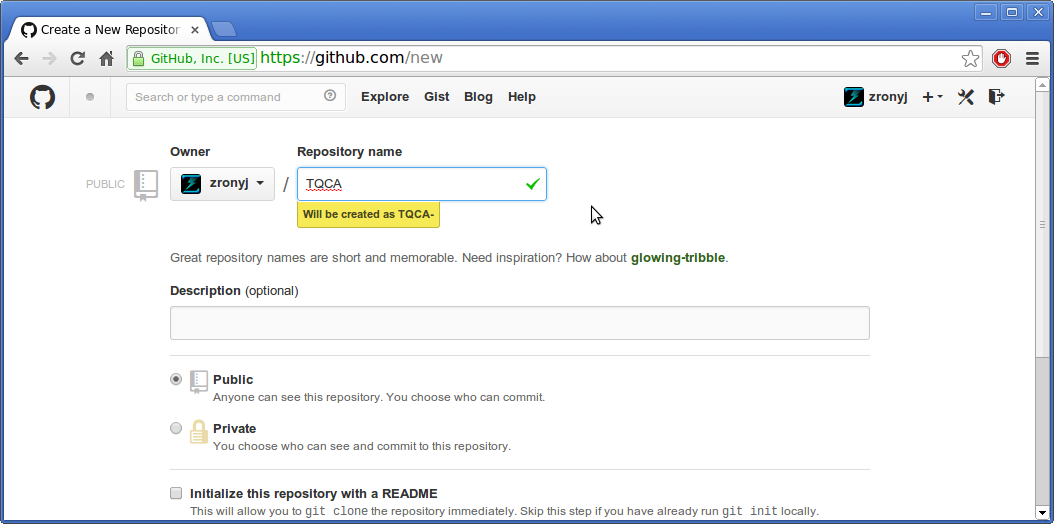 Create a New Repositor
GitHub, Inc. [US] https://github.com/new
Search or type a command Explore Gist Blog Help zronyj
Owner Repository name
PUBLIC zronyj / TQCA
Will be created as TQCA-
Great repository names are short and memorable. Need inspiration? How about glowing-tribble.
Description (optional)
Public
Anyone can see this repository. You choose who can commit.
Private
You choose who can see and commit to this repository.
Initialize this repository with a README
This will allow you to git clone the repository immediately. Skip this step if you have already run git init locally.